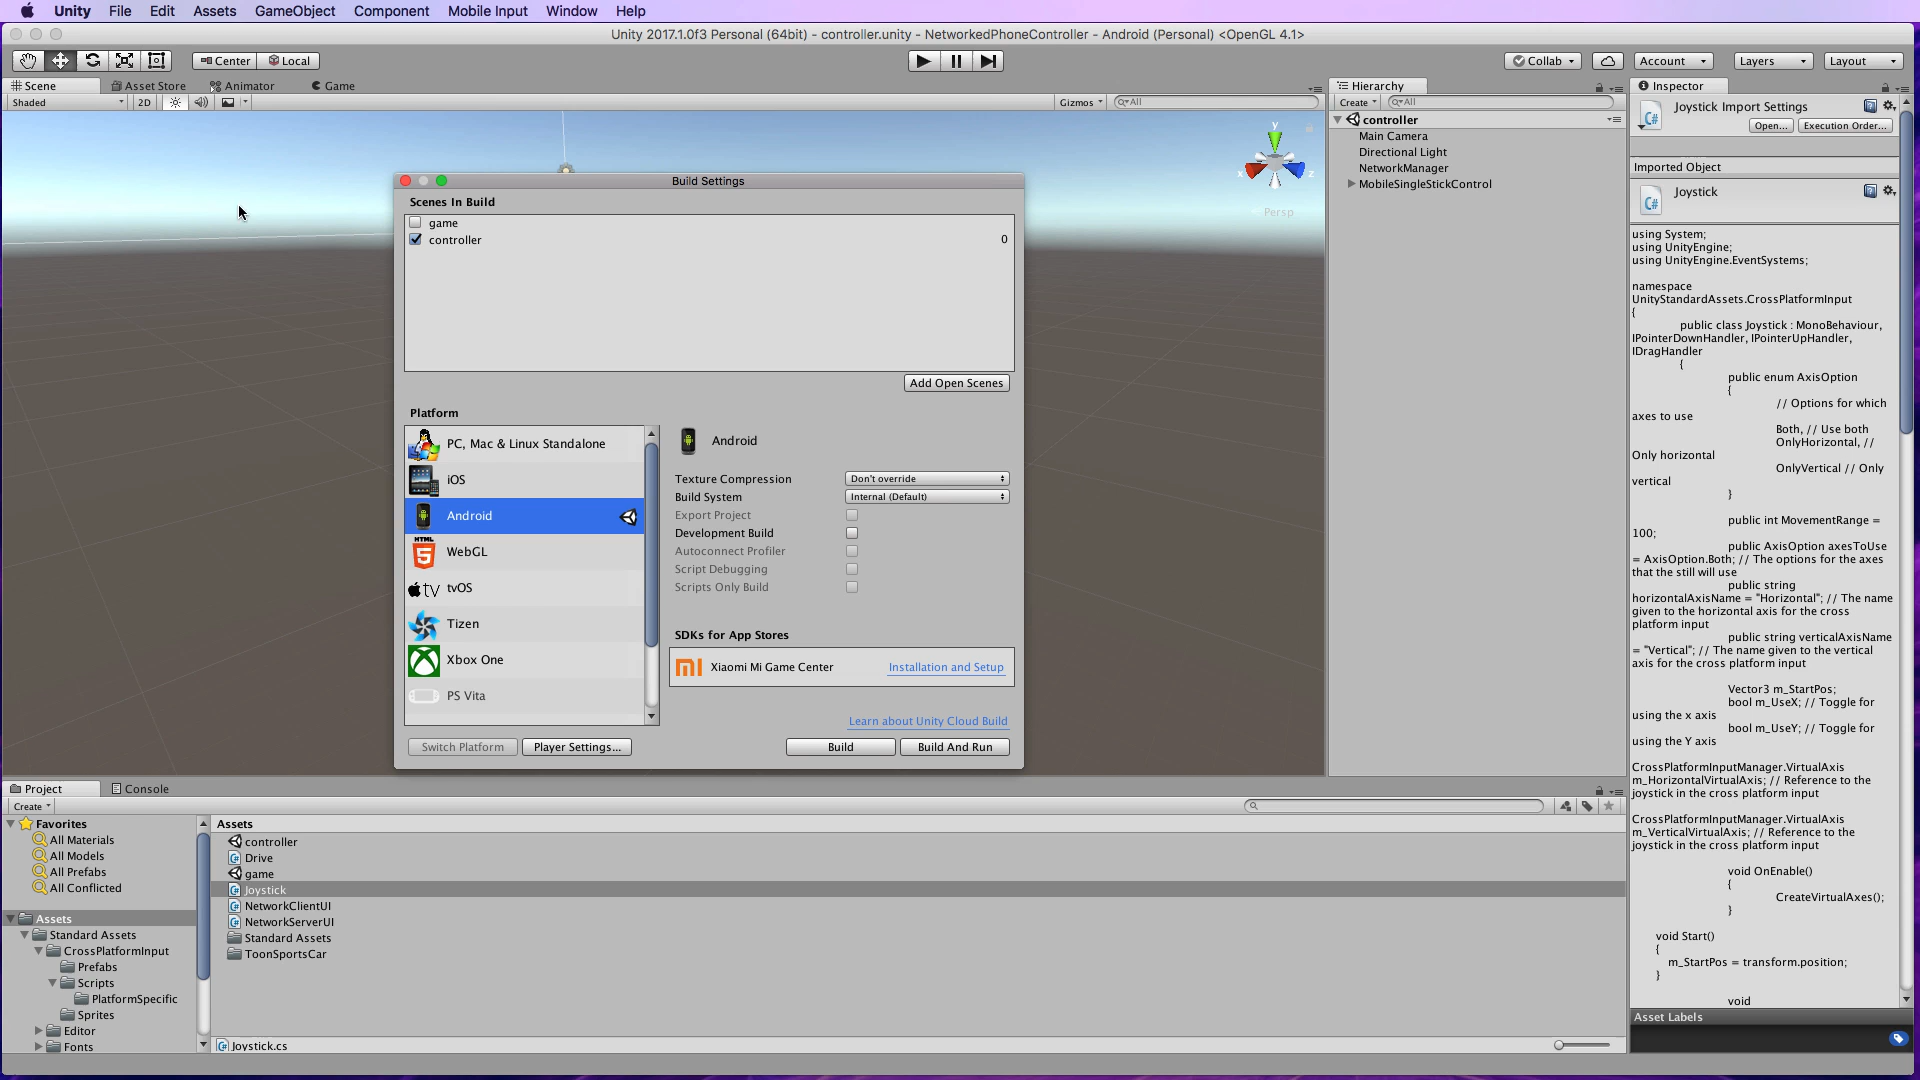 Unity File Edit Assets GameObject Component Mobile Input Window Help
Unity 2017.1.0f3 Personal (64bit) - controller.unity - NetworkedPhoneController - Android (Personal) <OpenGL 4.1>
Center Local
Collab Account Layers Layout
Scene Asset Store Animator Game
Shaded 2D Gizmos All
y
x
z
Persp
Hierarchy
Create All
controller
Main Camera
Directional Light
NetworkManager
MobileSingleStickControl
Build Settings
Scenes In Build
game
controller 0
Add Open Scenes
Platform
PC, Mac & Linux Standalone
iOS
Android
HTML
5
WebGL
tv
tvOS
Tizen
Xbox One
PS Vita
Android
Texture Compression Don't override
Build System Internal (Default)
Export Project
Development Build
Autoconnect Profiler
Script Debugging
Scripts Only Build
SDKs for App Stores
Xiaomi Mi Game Center Installation and Setup
Learn about Unity Cloud Build
Switch Platform Player Settings... Build Build And Run
Inspector
Joystick Import Settings
Open... Execution Order...
Imported Object
Joystick
using System;
using UnityEngine;
using UnityEngine.EventSystems;
namespace
UnityStandardAssets.CrossPlatformInput
{
public class Joystick : MonoBehaviour,
IPointerDownHandler, IPointerUpHandler,
IDragHandler
{
public enum AxisOption
{
// Options for which
axes to use
Both, // Use both
OnlyHorizontal, //
Only horizontal
OnlyVertical // Only
vertical
}
public int MovementRange =
100;
public AxisOption axesToUse
= AxisOption.Both; // The options for the axes
that the still will use
public string
horizontalAxisName = "Horizontal"; // The name
given to the horizontal axis for the cross
platform input
public string verticalAxisName
= "Vertical"; // The name given to the vertical
axis for the cross platform input
Vector3 m_StartPos;
bool m_UseX; // Toggle for
using the x axis
bool m_UseY; // Toggle for
using the Y axis
CrossPlatformInputManager.VirtualAxis
m_HorizontalVirtualAxis; // Reference to the
joystick in the cross platform input
CrossPlatformInputManager.VirtualAxis
m_VerticalVirtualAxis; // Reference to the
joystick in the cross platform input
void OnEnable()
{
CreateVirtualAxes();
}
void Start()
{
m_StartPos = transform.position;
}
void
Asset Labels
Project Console
Create
Favorites
All Materials
All Models
All Prefabs
All Conflicted
Assets
Standard Assets
CrossPlatformInput
Prefabs
Scripts
PlatformSpecific
Sprites
Editor
Fonts
Assets
controller
Drive
game
Joystick
NetworkClientUI
NetworkServerUI
Standard Assets
ToonSportsCar
Joystick.cs